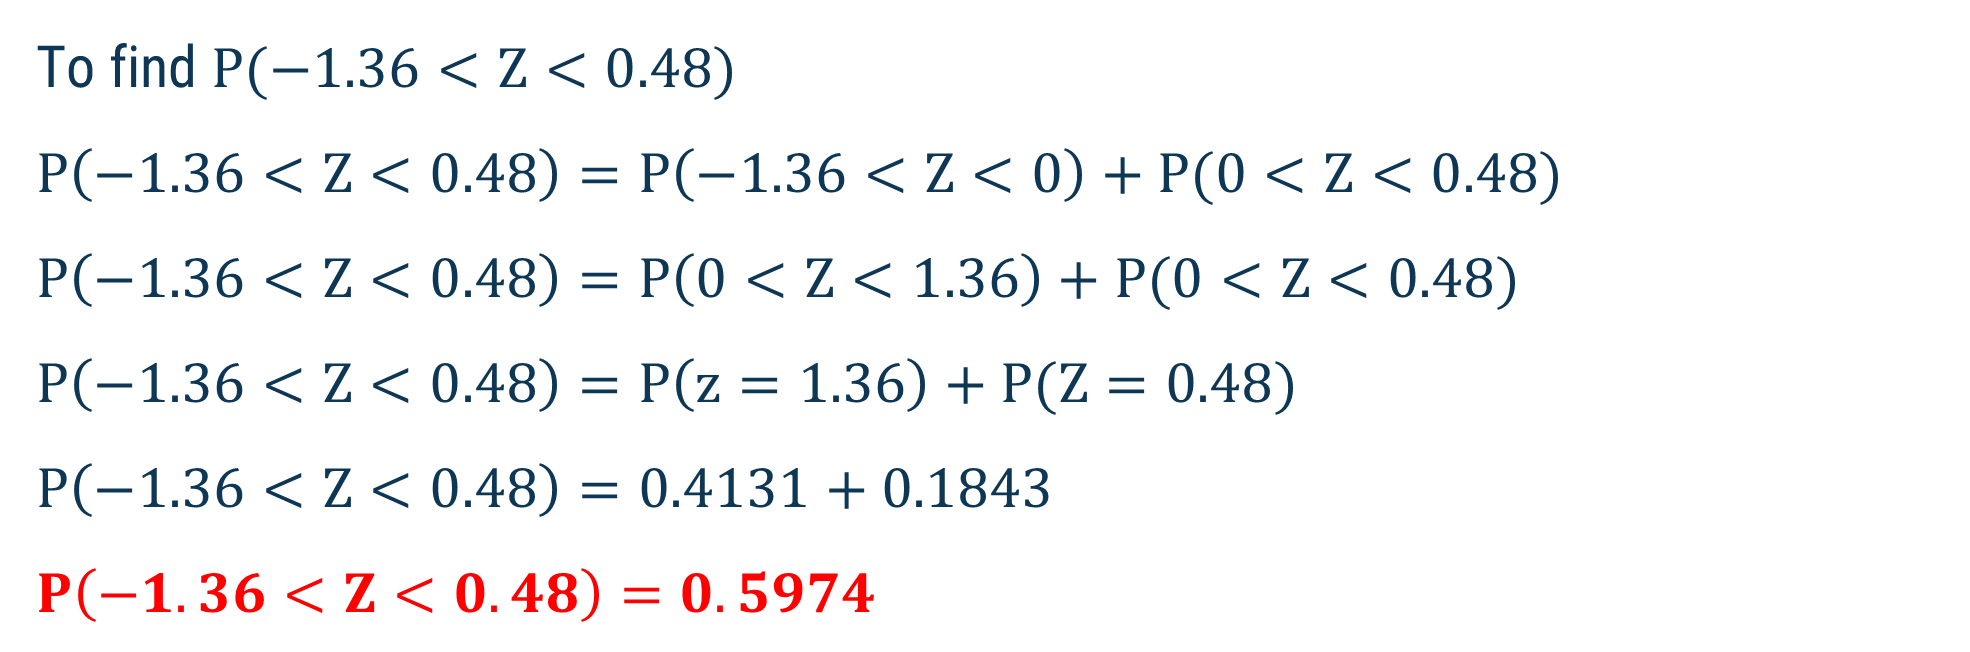 To find P(−1.36 < Z < 0.48)
P(−1.36 < Z < 0.48) = P(−1.36 < Z < 0) + P(0 < Z < 0.48)
P(−1.36 < Z < 0.48) = P(0 < Z < 1.36) + P(0 < Z < 0.48)
P(−1.36 < Z < 0.48) = P(z = 1.36) + P(Z = 0.48)
P(−1.36 < Z < 0.48) = 0.4131 + 0.1843
P(−1.36 < Z < 0.48) = 0.5974